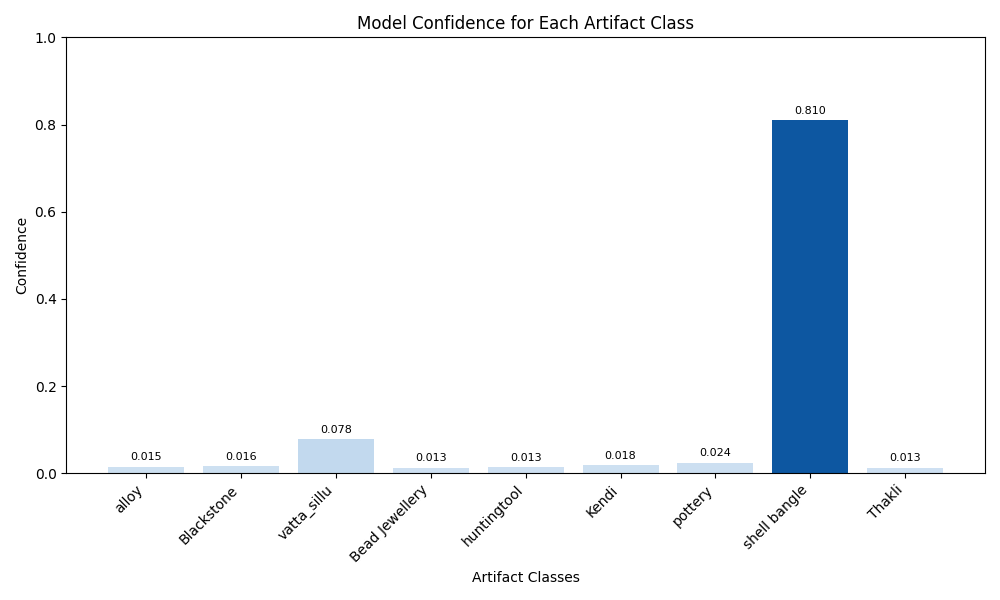 Model Confidence for Each Artifact Class
1.0
0.8
0.6
0.4
0.2
0.0
Confidence
0.015
0.016
0.078
0.013
0.013
0.018
0.024
0.810
0.013
alloy
Blackstone
vatta_sillu
Bead Jewellery
huntingtool
Kendi
pottery
shell bangle
Thakli
Artifact Classes